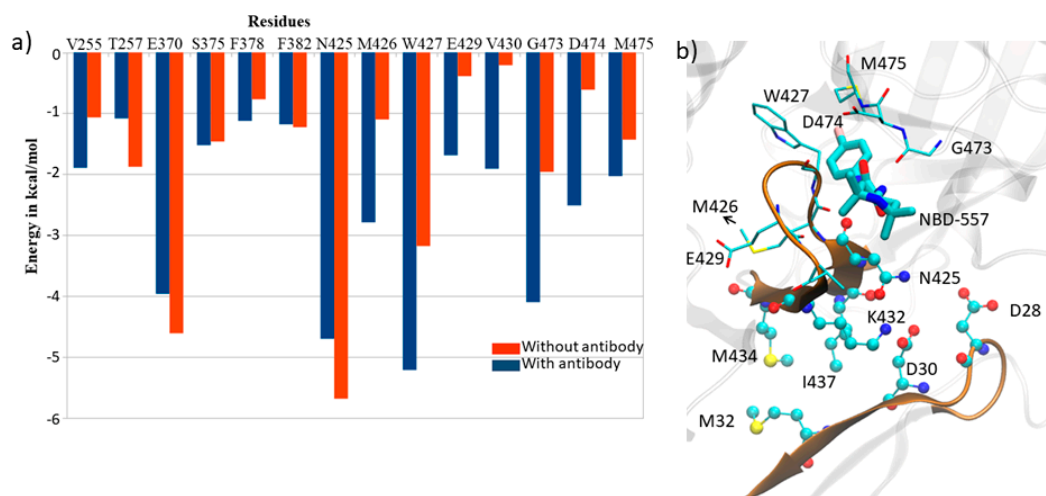 a)
Residues
V255 T257 E370 S375 F378 F382 N425 M426 W427 E429 V430 G473 D474 M475
0
-1
-2
-3
-4
-5
-6
Energy in kcal/mol
Without antibody
With antibody
b)
M475
W427
D474
G473
NBD-557
M426
E429
N425
K432
D28
M434
D30
I437
M32